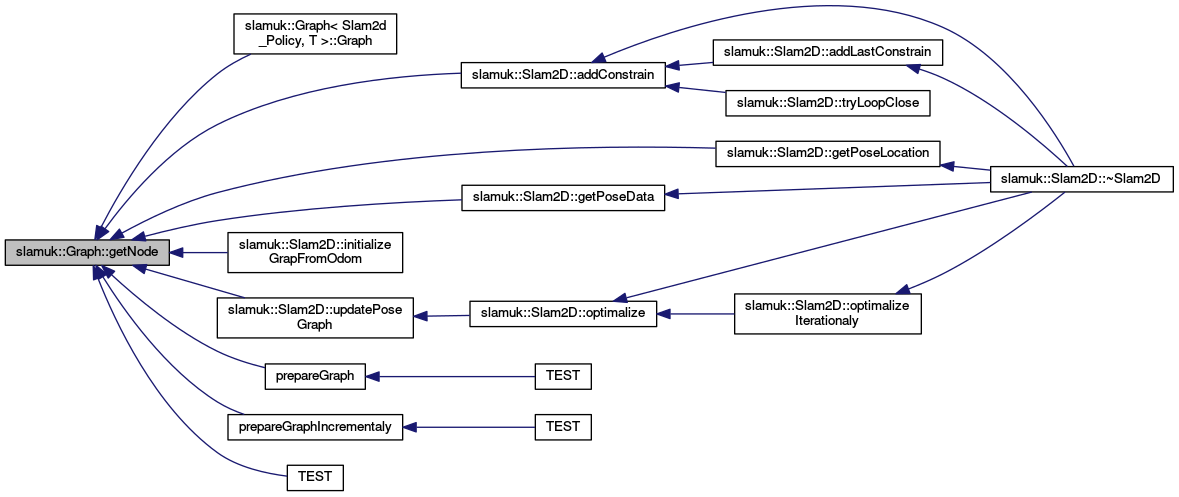 slamuk::Graph< Slam2d
_Policy, T >::Graph
slamuk::Slam2D::addConstrain
slamuk::Slam2D::addLastConstrain
slamuk::Slam2D::tryLoopClose
slamuk::Slam2D::getPoseLocation
slamuk::Slam2D::~Slam2D
slamuk::Slam2D::getPoseData
slamuk::Graph::getNode
slamuk::Slam2D::initialize
GrapFromOdom
slamuk::Slam2D::updatePose
Graph
slamuk::Slam2D::optimalize
slamuk::Slam2D::optimalize
Iterationaly
prepareGraph
TEST
prepareGraphIncrementaly
TEST
TEST